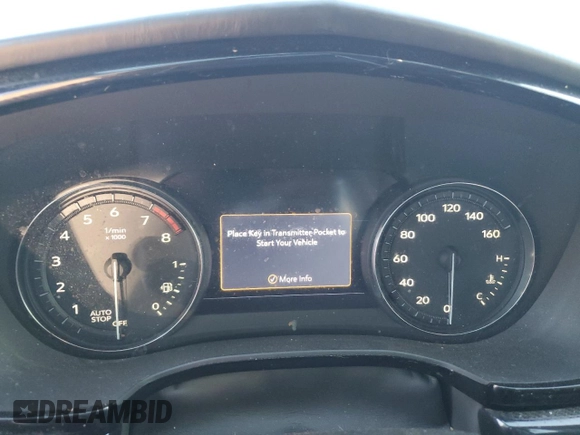 5 6 7
4 1/min 8
x 1000
3
2 1
1 AUTO 0
STOP OFF
Place Key in Transmitter Pocket to
Start Your Vehicle
More Info
100 120 140
80 160
60 H
40
20 0 C
DREAMBID